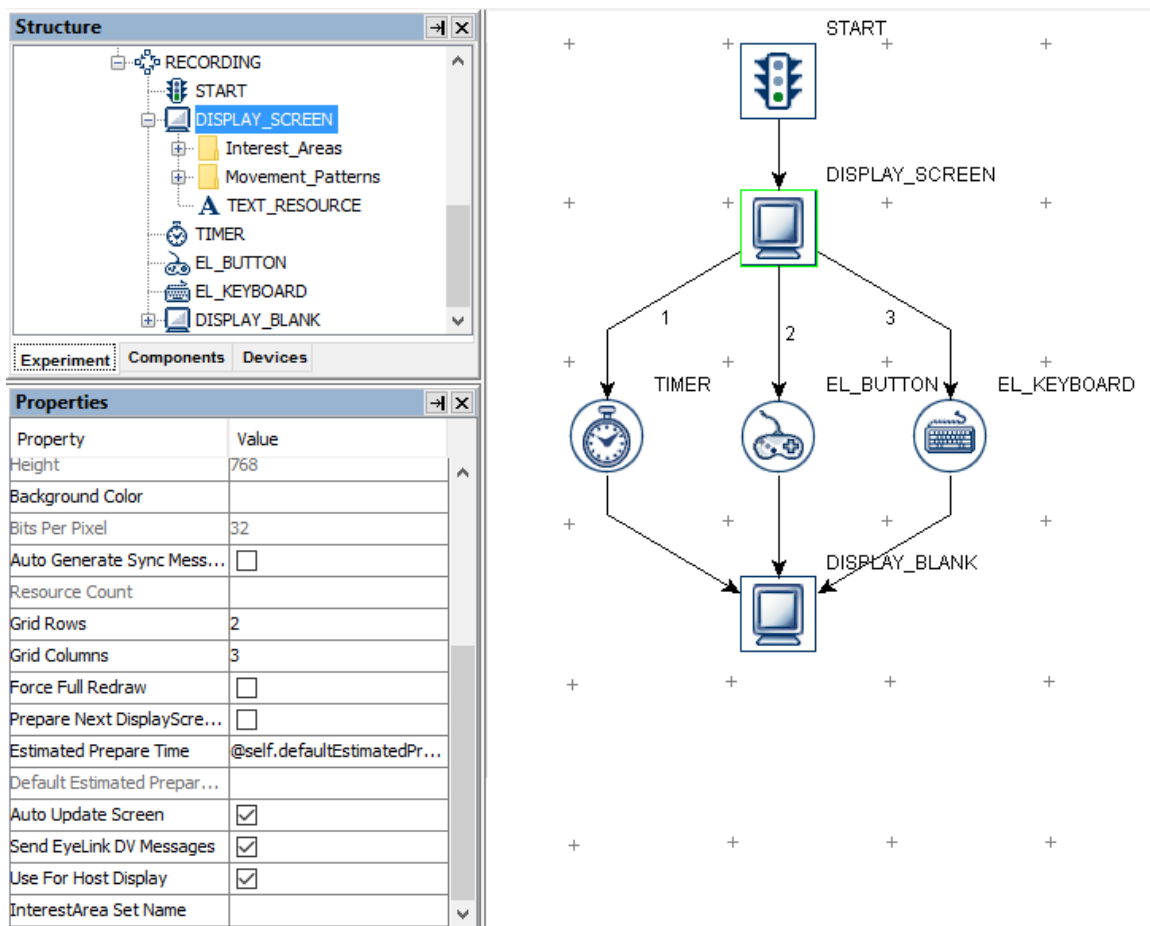 Structure
RECORDING
START
DISPLAY_SCREEN
Interest_Areas
Movement_Patterns
A TEXT_RESOURCE
TIMER
EL_BUTTON
EL_KEYBOARD
DISPLAY_BLANK
Experiment Components Devices
Properties
Property Value
Height 768
Background Color
Bits Per Pixel 32
Auto Generate Sync Mess...
Resource Count
Grid Rows 2
Grid Columns 3
Force Full Redraw
Prepare Next DisplayScre...
Estimated Prepare Time @self.defaultEstimatedPr...
Default Estimated Prepar...
Auto Update Screen
Send EyeLink DV Messages
Use For Host Display
InterestArea Set Name
START
DISPLAY_SCREEN
1 2 3
TIMER EL_BUTTON EL_KEYBOARD
DISPLAY_BLANK